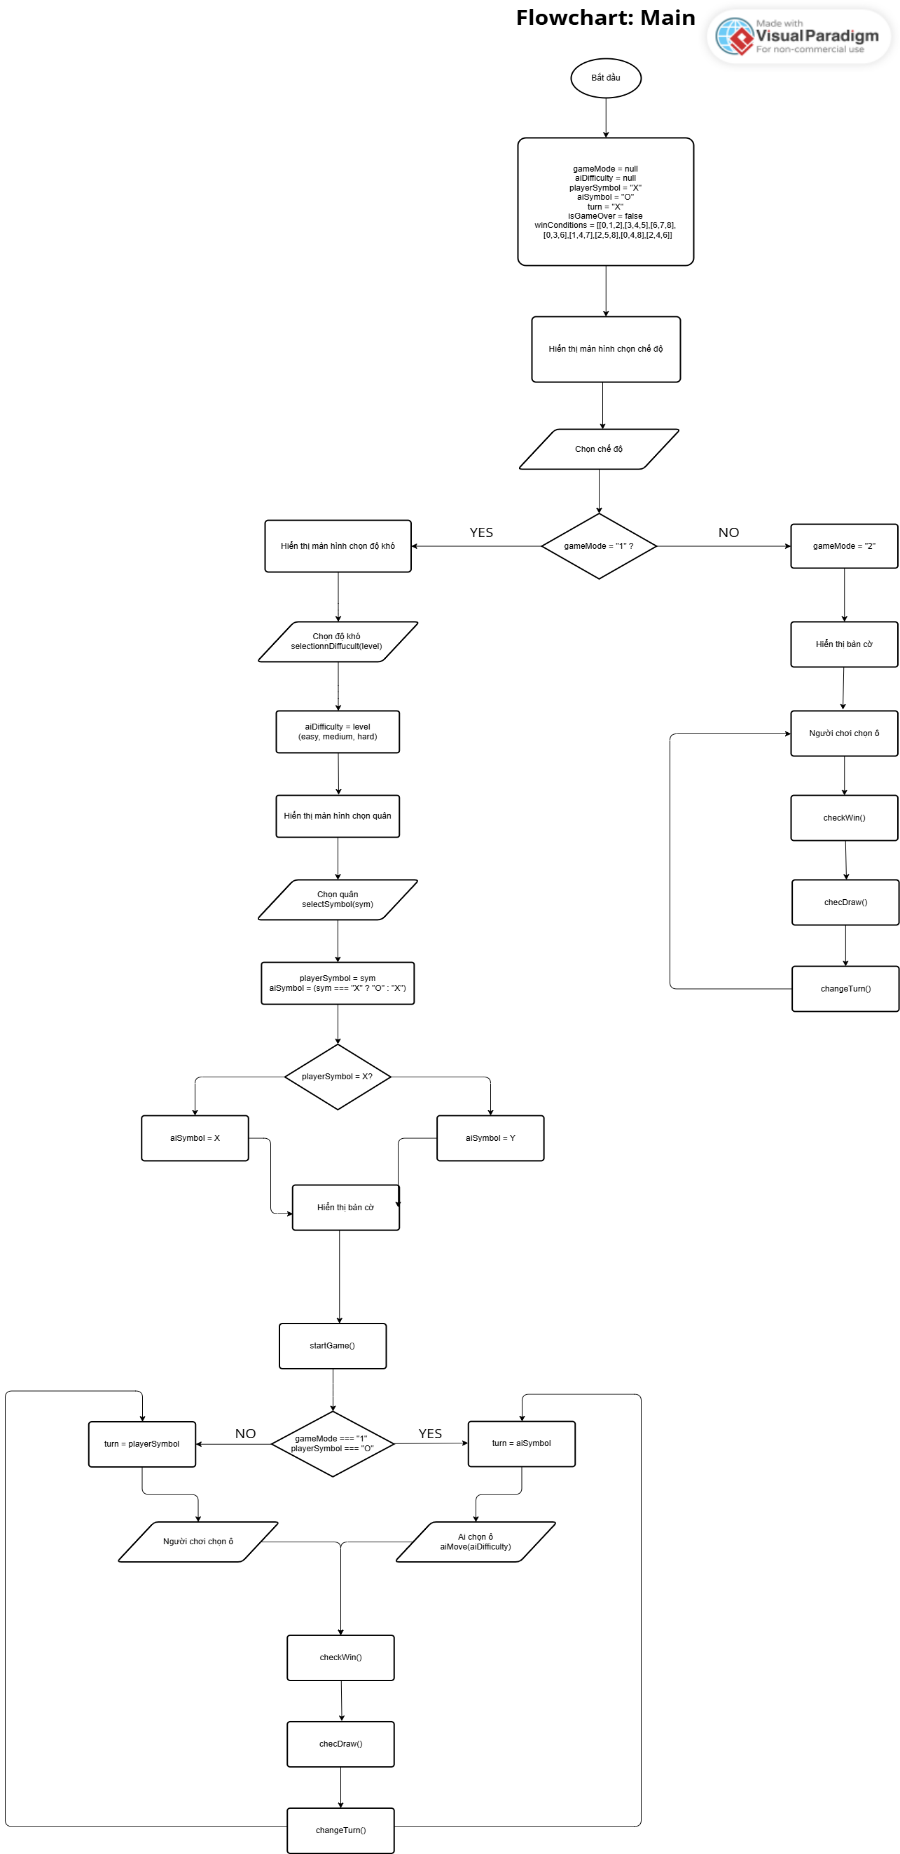 Flowchart: Main
Made with
Visual Paradigm
For non-commercial use
Bắt đầu
gameMode = null
aiDifficulty = null
playerSymbol = "X"
aiSymbol = "O"
turn = "X"
isGameOver = false
winConditions = [[0,1,2],[3,4,5],[6,7,8],
[0,3,6],[1,4,7],[2,5,8],[0,4,8],[2,4,6]]
Hiển thị màn hình chọn chế độ
Chọn chế độ
gameMode = "1" ?
YES
NO
Hiển thị màn hình chọn độ khó
gameMode = "2"
Chọn độ khó
selectionnDiffucult(level)
Hiển thị bàn cờ
aiDifficulty = level
(easy, medium, hard)
Người chơi chọn ô
Hiển thị màn hình chọn quân
checkWin()
Chọn quân
selectSymbol(sym)
checDraw()
playerSymbol = sym
aiSymbol = (sym === "X" ? "O" : "X")
changeTurn()
playerSymbol = X?
aiSymbol = X
aiSymbol = Y
Hiển thị bàn cờ
startGame()
gameMode === "1"
playerSymbol === "O"
NO
YES
turn = playerSymbol
turn = aiSymbol
Người chơi chọn ô
Ai chọn ô
aiMove(aiDifficulty)
checkWin()
checDraw()
changeTurn()